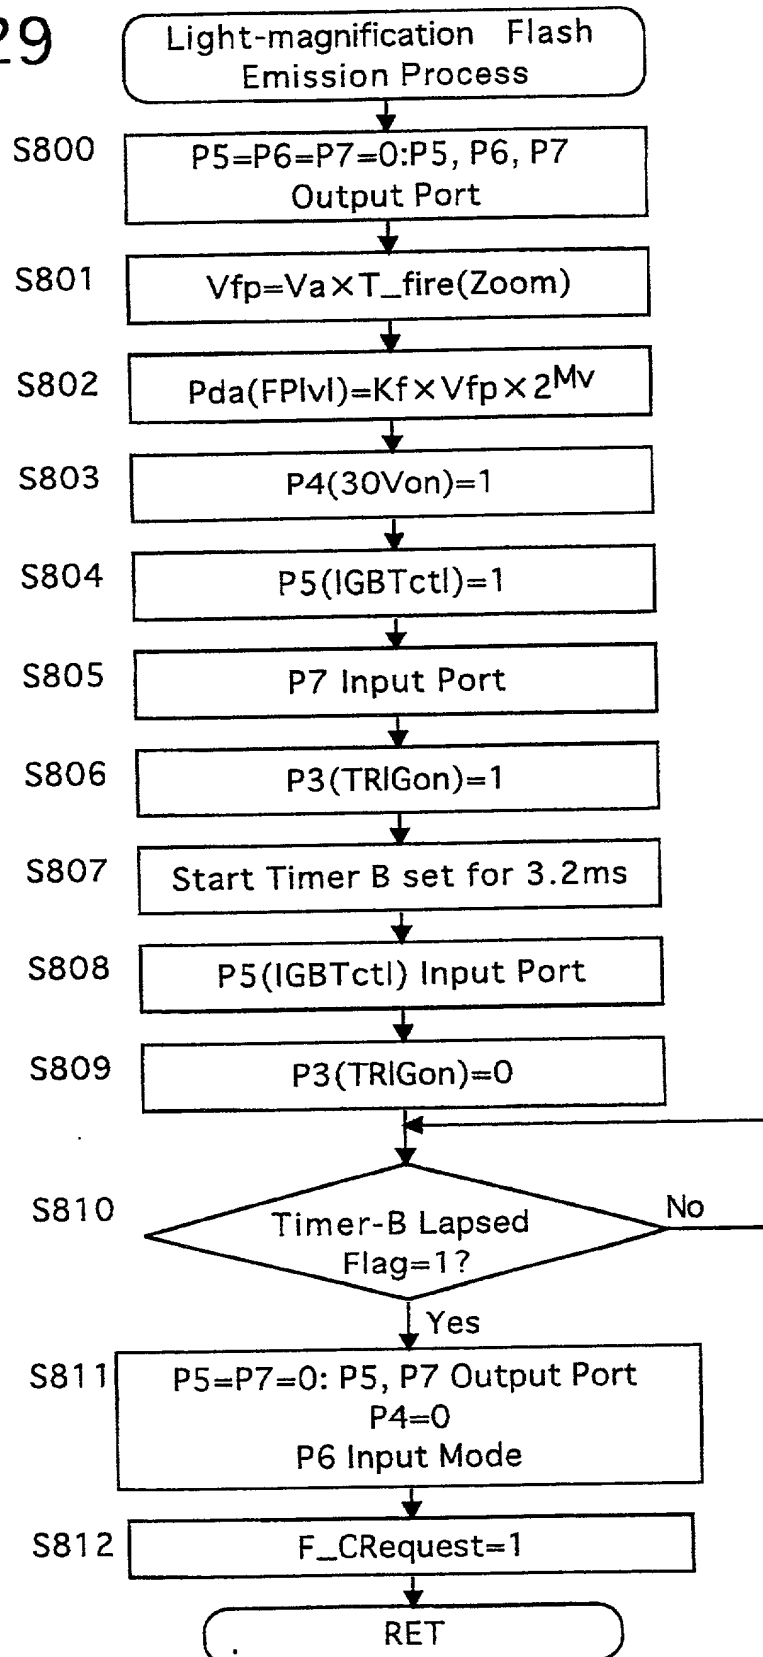 29
Light-magnification Flash
Emission Process
S800
P5=P6=P7=0:P5, P6, P7
Output Port
S801
Vfp=Va×T_fire(Zoom)
S802
Pda(FPlvl)=Kf×Vfp×2^Mv
S803
P4(30Von)=1
S804
P5(IGBTctl)=1
S805
P7 Input Port
S806
P3(TRIGon)=1
S807
Start Timer B set for 3.2ms
S808
P5(IGBTctl) Input Port
S809
P3(TRIGon)=0
S810
Timer-B Lapsed
Flag=1?
No
Yes
S811
P5=P7=0: P5, P7 Output Port
P4=0
P6 Input Mode
S812
F_CRequest=1
RET